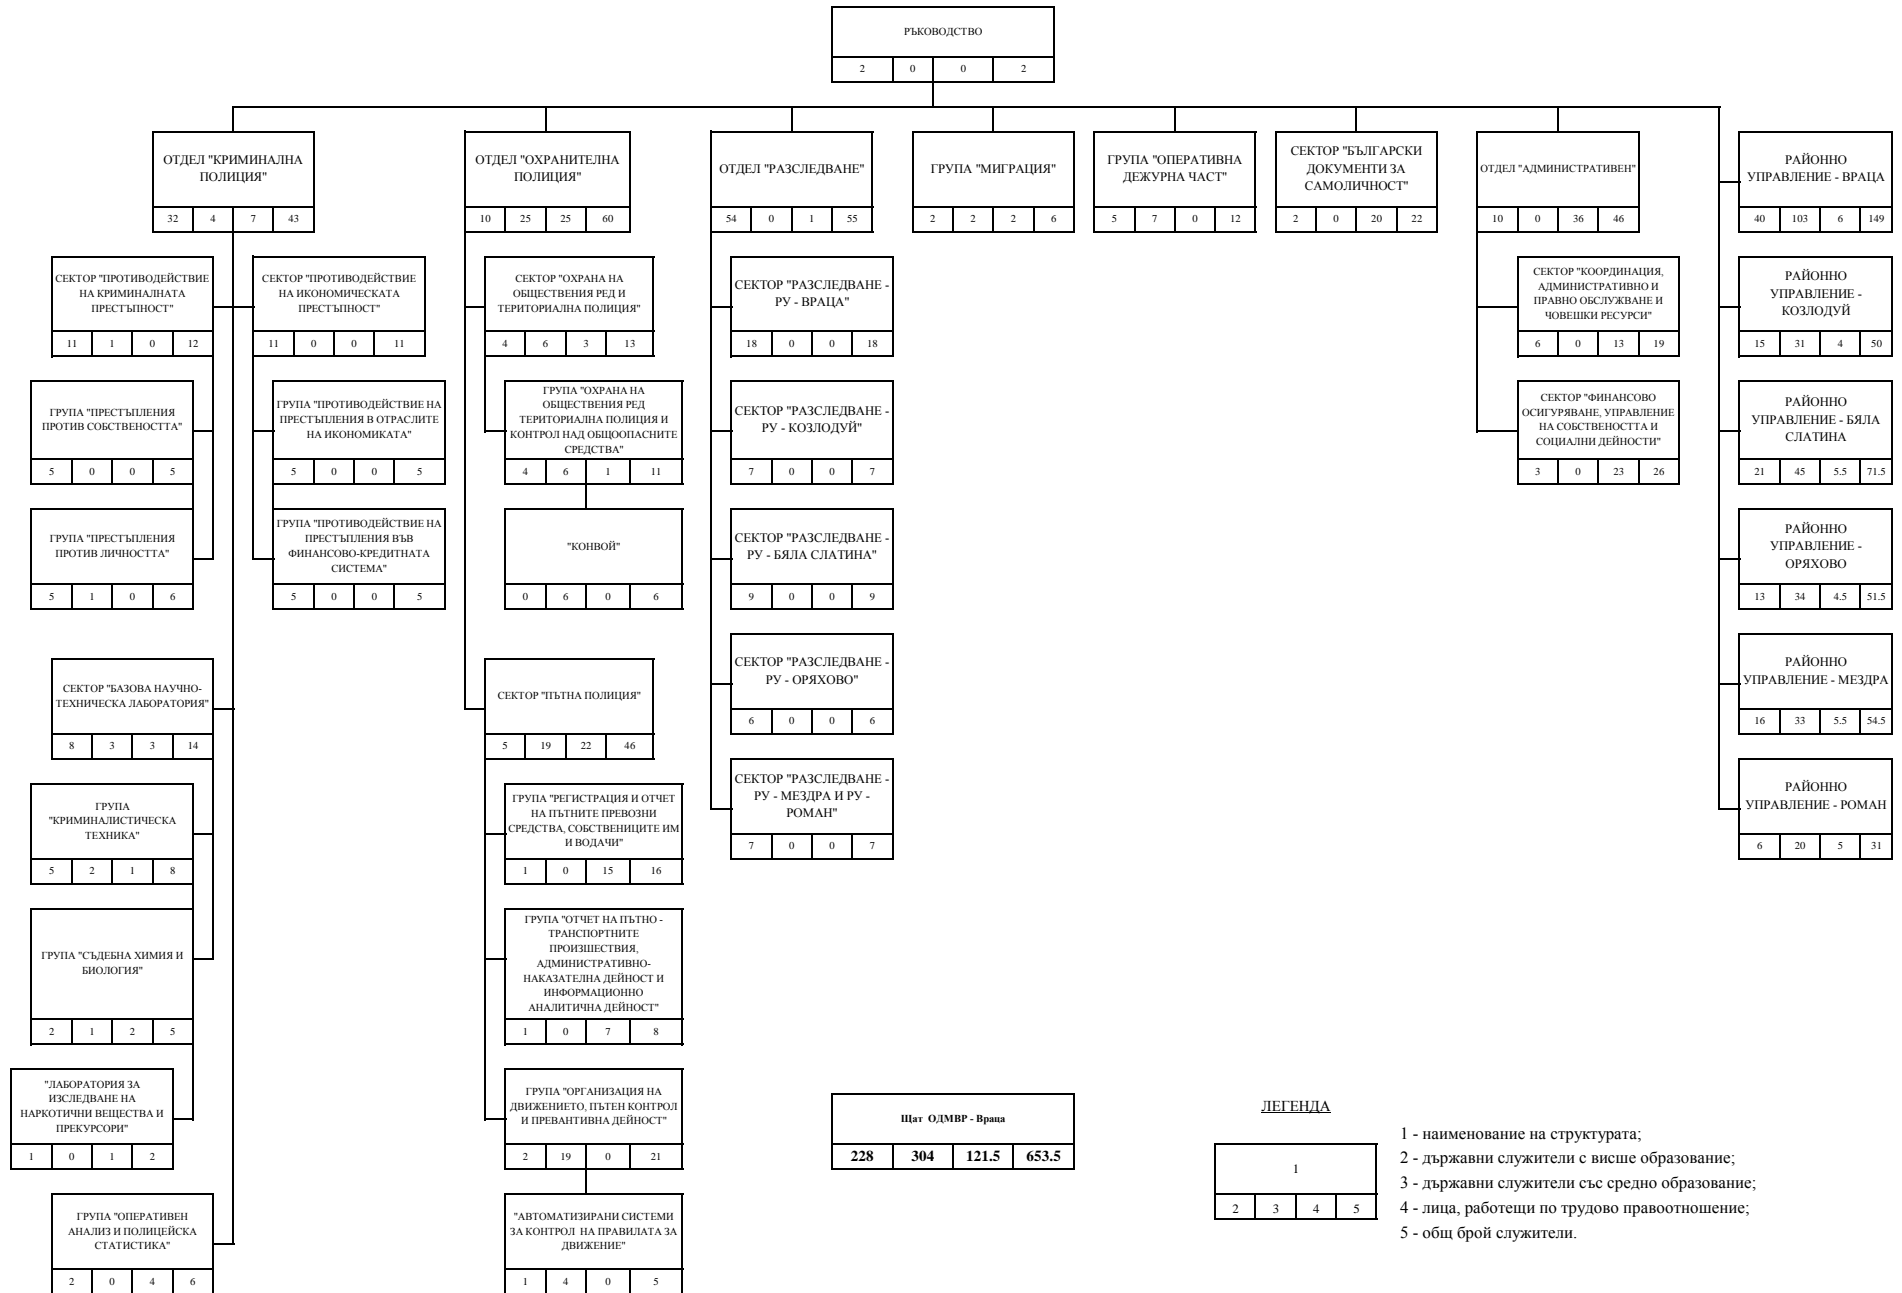 РЪКОВОДСТВО
2 0 0 2
ОТДЕЛ "КРИМИНАЛНА
ПОЛИЦИЯ"
32 4 7 43
ОТДЕЛ "ОХРАНИТЕЛНА
ПОЛИЦИЯ"
10 25 25 60
ОТДЕЛ "РАЗСЛЕДВАНЕ"
54 0 1 55
ГРУПА "МИГРАЦИЯ"
2 2 2 6
ГРУПА "ОПЕРАТИВНА
ДЕЖУРНА ЧАСТ"
5 7 0 12
СЕКТОР "БЪЛГАРСКИ
ДОКУМЕНТИ ЗА
САМОЛИЧНОСТ"
2 0 20 22
ОТДЕЛ "АДМИНИСТРАТИВЕН"
10 0 36 46
РАЙОННО
УПРАВЛЕНИЕ - ВРАЦА
40 103 6 149
СЕКТОР "ПРОТИВОДЕЙСТВИЕ
НА КРИМИНАЛНАТА
ПРЕСТЪПНОСТ"
11 1 0 12
СЕКТОР "ПРОТИВОДЕЙСТВИЕ
НА ИКОНОМИЧЕСКАТА
ПРЕСТЪПНОСТ"
11 0 0 11
СЕКТОР "ОХРАНА НА
ОБЩЕСТВЕНИЯ РЕД И
ТЕРИТОРИАЛНА ПОЛИЦИЯ"
4 6 3 13
СЕКТОР "РАЗСЛЕДВАНЕ -
РУ - ВРАЦА"
18 0 0 18
СЕКТОР "КООРДИНАЦИЯ,
АДМИНИСТРАТИВНО И
ПРАВНО ОБСЛУЖВАНЕ И
ЧОВЕШКИ РЕСУРСИ"
6 0 13 19
РАЙОННО
УПРАВЛЕНИЕ -
КОЗЛОДУЙ
15 31 4 50
ГРУПА "ПРЕСТЪПЛЕНИЯ
ПРОТИВ СОБСТВЕНОСТТА"
5 0 0 5
ГРУПА "ПРОТИВОДЕЙСТВИЕ НА
ПРЕСТЪПЛЕНИЯ В ОТРАСЛИТЕ
НА ИКОНОМИКАТА"
5 0 0 5
ГРУПА "ОХРАНА НА
ОБЩЕСТВЕНИЯ РЕД
ТЕРИТОРИАЛНА ПОЛИЦИЯ И
КОНТРОЛ НАД ОБЩООПАСНИТЕ
СРЕДСТВА"
4 6 1 11
СЕКТОР "РАЗСЛЕДВАНЕ -
РУ - КОЗЛОДУЙ"
7 0 0 7
СЕКТОР "ФИНАНСОВО
ОСИГУРЯВАНЕ, УПРАВЛЕНИЕ
НА СОБСТВЕНОСТТА И
СОЦИАЛНИ ДЕЙНОСТИ"
3 0 23 26
РАЙОННО
УПРАВЛЕНИЕ - БЯЛА
СЛАТИНА
21 45 5.5 71.5
ГРУПА "ПРЕСТЪПЛЕНИЯ
ПРОТИВ ЛИЧНОСТТА"
5 1 0 6
ГРУПА "ПРОТИВОДЕЙСТВИЕ НА
ПРЕСТЪПЛЕНИЯ ВЪВ
ФИНАНСОВО-КРЕДИТНАТА
СИСТЕМА"
5 0 0 5
"КОНВОЙ"
0 6 0 6
СЕКТОР "РАЗСЛЕДВАНЕ -
РУ - БЯЛА СЛАТИНА"
9 0 0 9
РАЙОННО
УПРАВЛЕНИЕ -
ОРЯХОВО
13 34 4.5 51.5
СЕКТОР "БАЗОВА НАУЧНО-
ТЕХНИЧЕСКА ЛАБОРАТОРИЯ"
8 3 3 14
СЕКТОР "ПЪТНА ПОЛИЦИЯ"
5 19 22 46
СЕКТОР "РАЗСЛЕДВАНЕ -
РУ - ОРЯХОВО"
6 0 0 6
РАЙОННО
УПРАВЛЕНИЕ - МЕЗДРА
16 33 5.5 54.5
ГРУПА
"КРИМИНАЛИСТИЧЕСКА
ТЕХНИКА"
5 2 1 8
ГРУПА "РЕГИСТРАЦИЯ И ОТЧЕТ
НА ПЪТНИТЕ ПРЕВОЗНИ
СРЕДСТВА, СОБСТВЕНИЦИТЕ ИМ
И ВОДАЧИ"
1 0 15 16
СЕКТОР "РАЗСЛЕДВАНЕ -
РУ - МЕЗДРА И РУ -
РОМАН"
7 0 0 7
РАЙОННО
УПРАВЛЕНИЕ - РОМАН
6 20 5 31
ГРУПА "СЪДЕБНА ХИМИЯ И
БИОЛОГИЯ"
2 1 2 5
ГРУПА "ОТЧЕТ НА ПЪТНО -
ТРАНСПОРТНИТЕ
ПРОИЗШЕСТВИЯ,
АДМИНИСТРАТИВНО-
НАКАЗАТЕЛНА ДЕЙНОСТ И
ИНФОРМАЦИОННО
АНАЛИТИЧНА ДЕЙНОСТ"
1 0 7 8
"ЛАБОРАТОРИЯ ЗА
ИЗСЛЕДВАНЕ НА
НАРКОТИЧНИ ВЕЩЕСТВА И
ПРЕКУРСОРИ"
1 0 1 2
ГРУПА "ОРГАНИЗАЦИЯ НА
ДВИЖЕНИЕТО, ПЪТЕН КОНТРОЛ
И ПРЕВАНТИВНА ДЕЙНОСТ"
2 19 0 21
Щат ОДМВР - Враца
228 304 121.5 653.5
ГРУПА "ОПЕРАТИВЕН
АНАЛИЗ И ПОЛИЦЕЙСКА
СТАТИСТИКА"
2 0 4 6
"АВТОМАТИЗИРАНИ СИСТЕМИ
ЗА КОНТРОЛ НА ПРАВИЛАТА ЗА
ДВИЖЕНИЕ"
1 4 0 5
ЛЕГЕНДА
1
2 3 4 5
1 - наименование на структурата;
2 - държавни служители с висше образование;
3 - държавни служители със средно образование;
4 - лица, работещи по трудово правоотношение;
5 - общ брой служители.